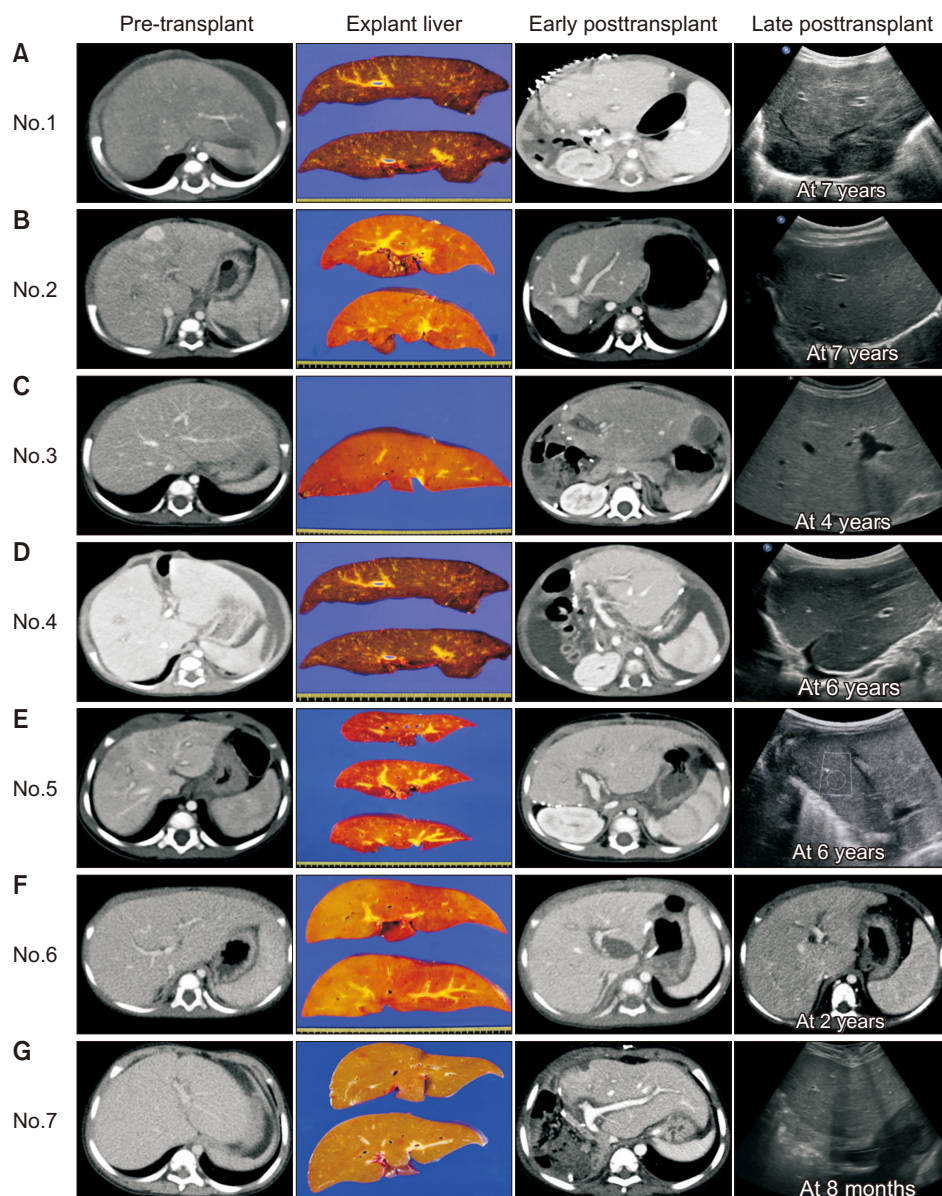 Pre-transplant Explant liver Early posttransplant Late posttransplant
A
No.1
At 7 years
B
No.2
At 7 years
C
No.3
At 4 years
D
No.4
At 6 years
E
No.5
At 6 years
F
No.6
At 2 years
G
No.7
At 8 months